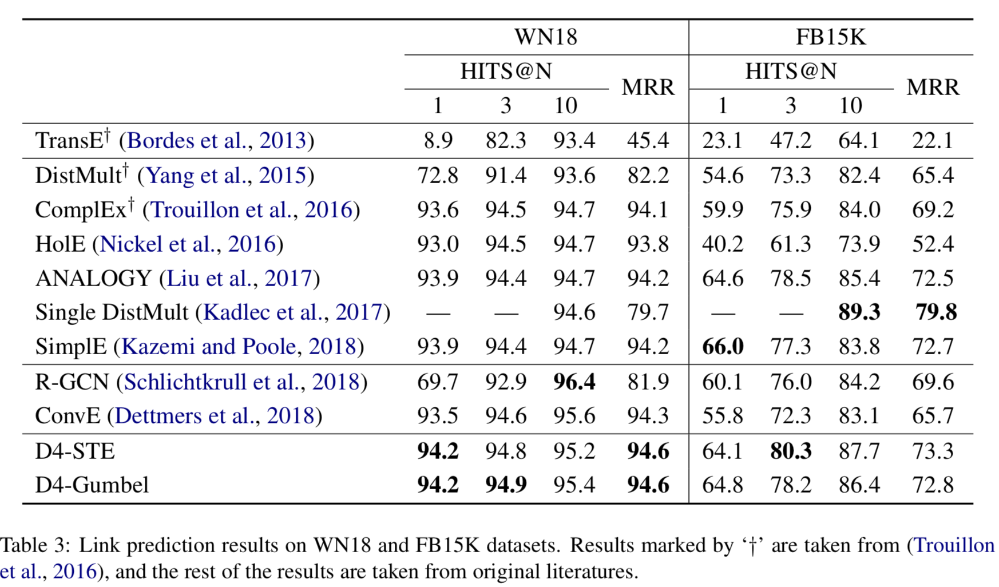 WN18 FB15K
HITS@N MRR HITS@N MRR
1 3 10 1 3 10
TransE† (Bordes et al., 2013) 8.9 82.3 93.4 45.4 23.1 47.2 64.1 22.1
DistMult† (Yang et al., 2015) 72.8 91.4 93.6 82.2 54.6 73.3 82.4 65.4
ComplEx† (Trouillon et al., 2016) 93.6 94.5 94.7 94.1 59.9 75.9 84.0 69.2
HolE (Nickel et al., 2016) 93.0 94.5 94.7 93.8 40.2 61.3 73.9 52.4
ANALOGY (Liu et al., 2017) 93.9 94.4 94.7 94.2 64.6 78.5 85.4 72.5
Single DistMult (Kadlec et al., 2017) — — 94.6 79.7 — — 89.3 79.8
SimplE (Kazemi and Poole, 2018) 93.9 94.4 94.7 94.2 66.0 77.3 83.8 72.7
R-GCN (Schlichtkrull et al., 2018) 69.7 92.9 96.4 81.9 60.1 76.0 84.2 69.6
ConvE (Dettmers et al., 2018) 93.5 94.6 95.6 94.3 55.8 72.3 83.1 65.7
D4-STE 94.2 94.8 95.2 94.6 64.1 80.3 87.7 73.3
D4-Gumbel 94.2 94.9 95.4 94.6 64.8 78.2 86.4 72.8
Table 3: Link prediction results on WN18 and FB15K datasets. Results marked by ‘†’ are taken from (Trouillon
et al., 2016), and the rest of the results are taken from original literatures.